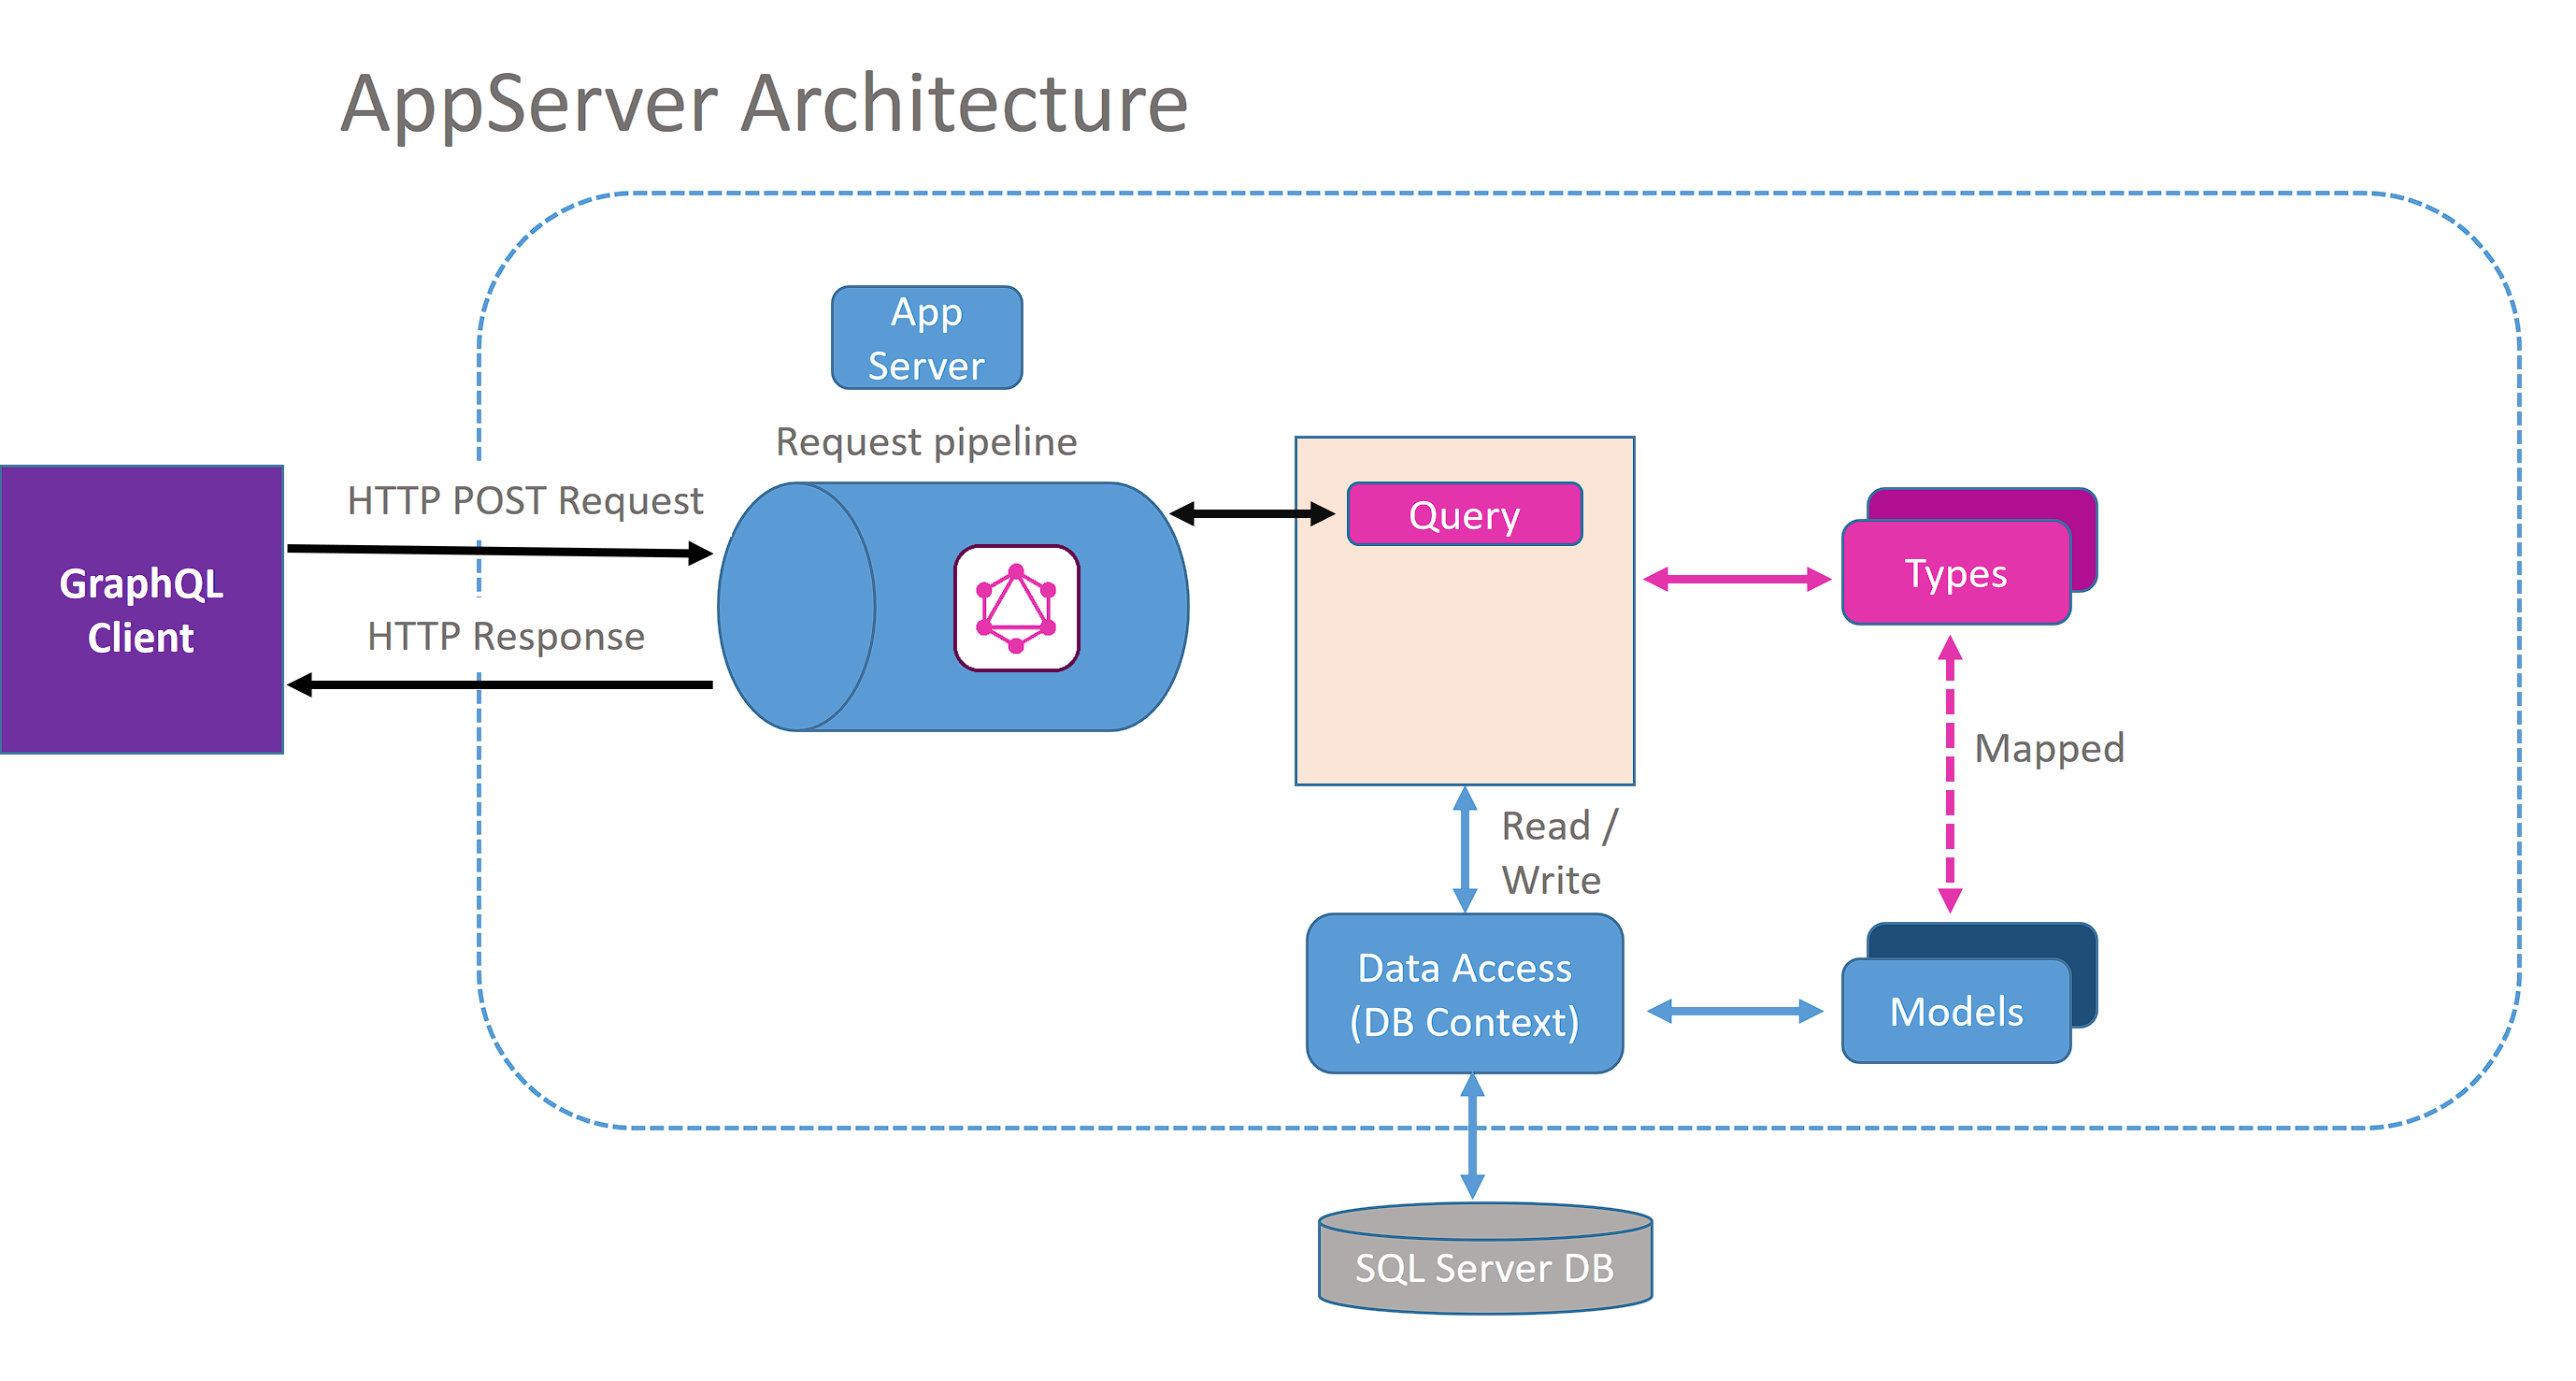 AppServer Architecture
App
Server
Request pipeline
HTTP POST Request
GraphQL
Client
HTTP Response
Query
Types
Mapped
Read /
Write
Data Access
(DB Context)
Models
SQL Server DB